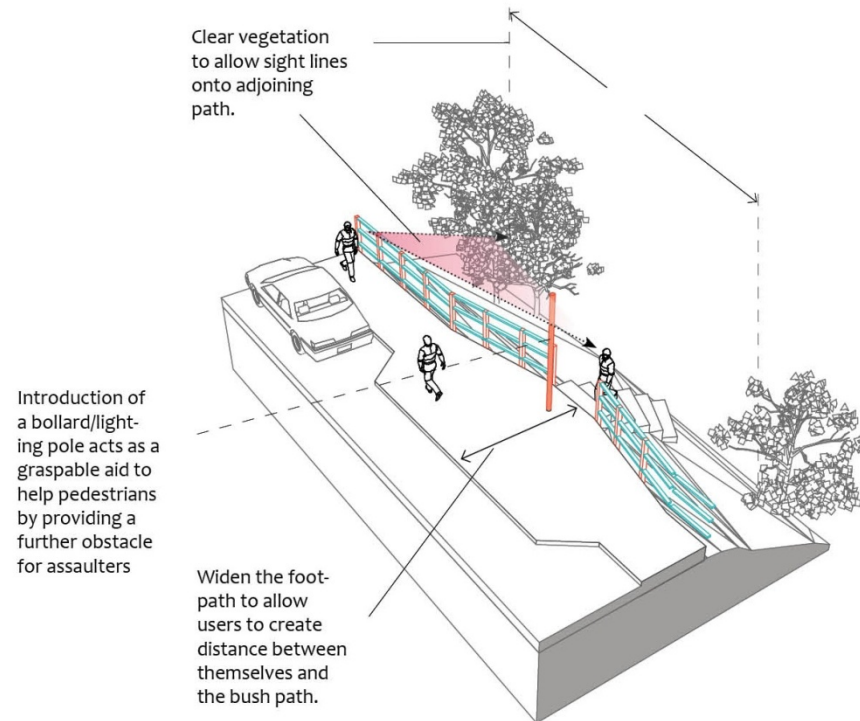 Clear vegetation
to allow sight lines
onto adjoining
path.
Introduction of
a bollard/light-
ing pole acts as a
graspable aid to
help pedestrians
by providing a
further obstacle
for assaulters
Widen the foot-
path to allow
users to create
distance between
themselves and
the bush path.